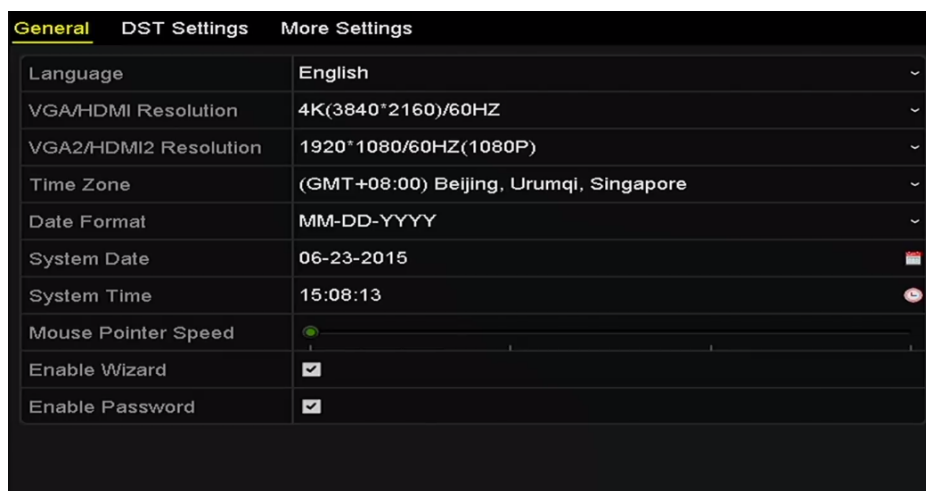 General DST Settings More Settings
Language English
VGA/HDMI Resolution 4K(3840*2160)/60HZ
VGA2/HDMI2 Resolution 1920*1080/60HZ(1080P)
Time Zone (GMT+08:00) Beijing, Urumqi, Singapore
Date Format MM-DD-YYYY
System Date 06-23-2015
System Time 15:08:13
Mouse Pointer Speed
Enable Wizard
Enable Password